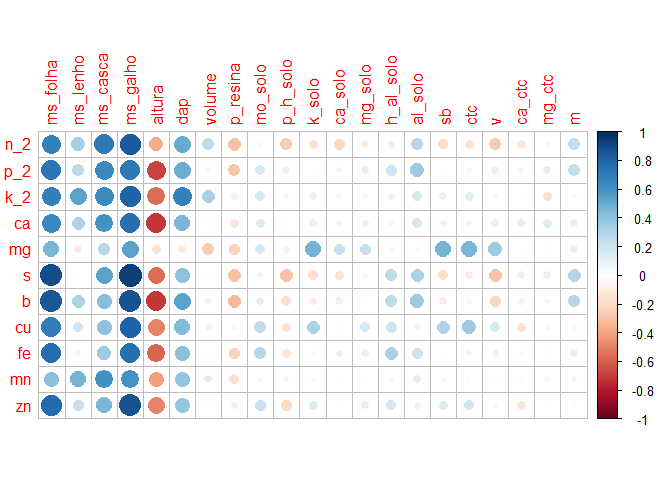 ms_folha
ms_lenho
ms_casca
ms_galho
altura
dap
volume
p_resina
mo_solo
p_h_solo
k_solo
ca_solo
mg_solo
h_al_solo
al_solo
sb
ctc
v
ca_ctc
mg_ctc
m
n_2
p_2
k_2
ca
mg
s
b
cu
fe
mn
zn
1
0.8
0.6
0.4
0.2
0
-0.2
-0.4
-0.6
-0.8
-1